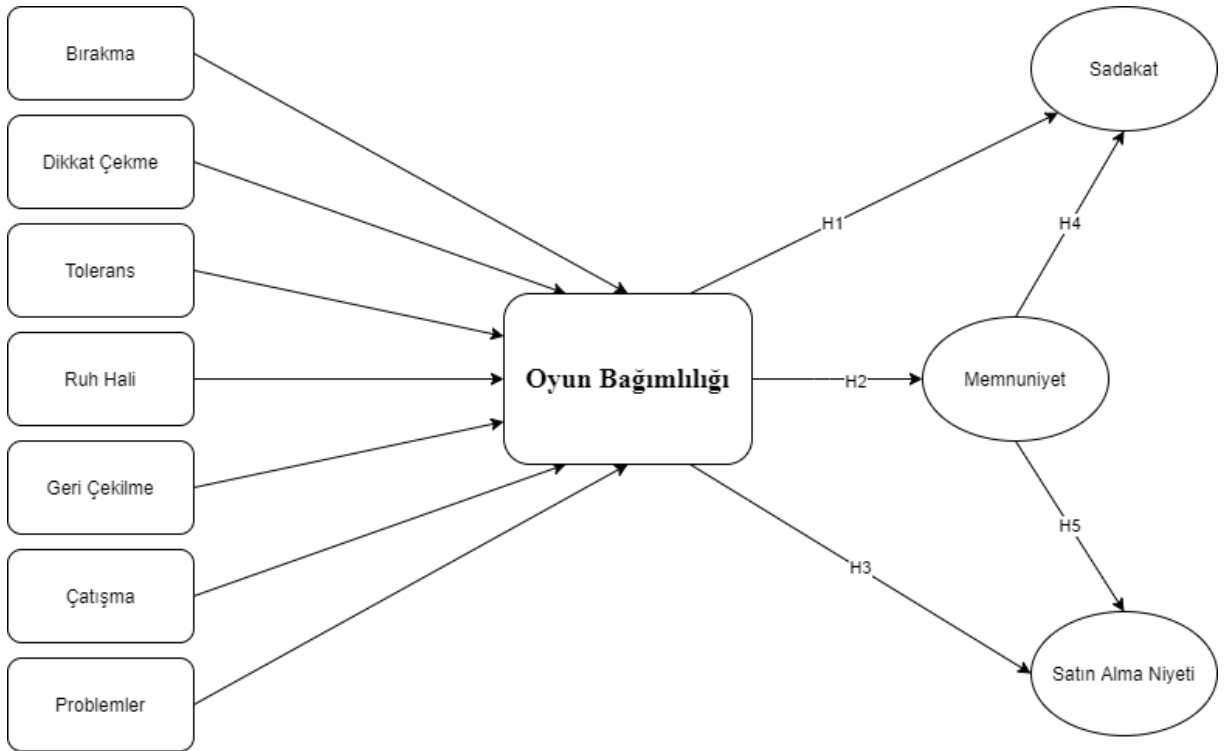 Bırakma
Dikkat Çekme
Tolerans
Ruh Hali
Geri Çekilme
Çatışma
Problemler
Oyun Bağımlılığı
H1
H2
H3
Sadakat
H4
Memnuniyet
H5
Satın Alma Niyeti